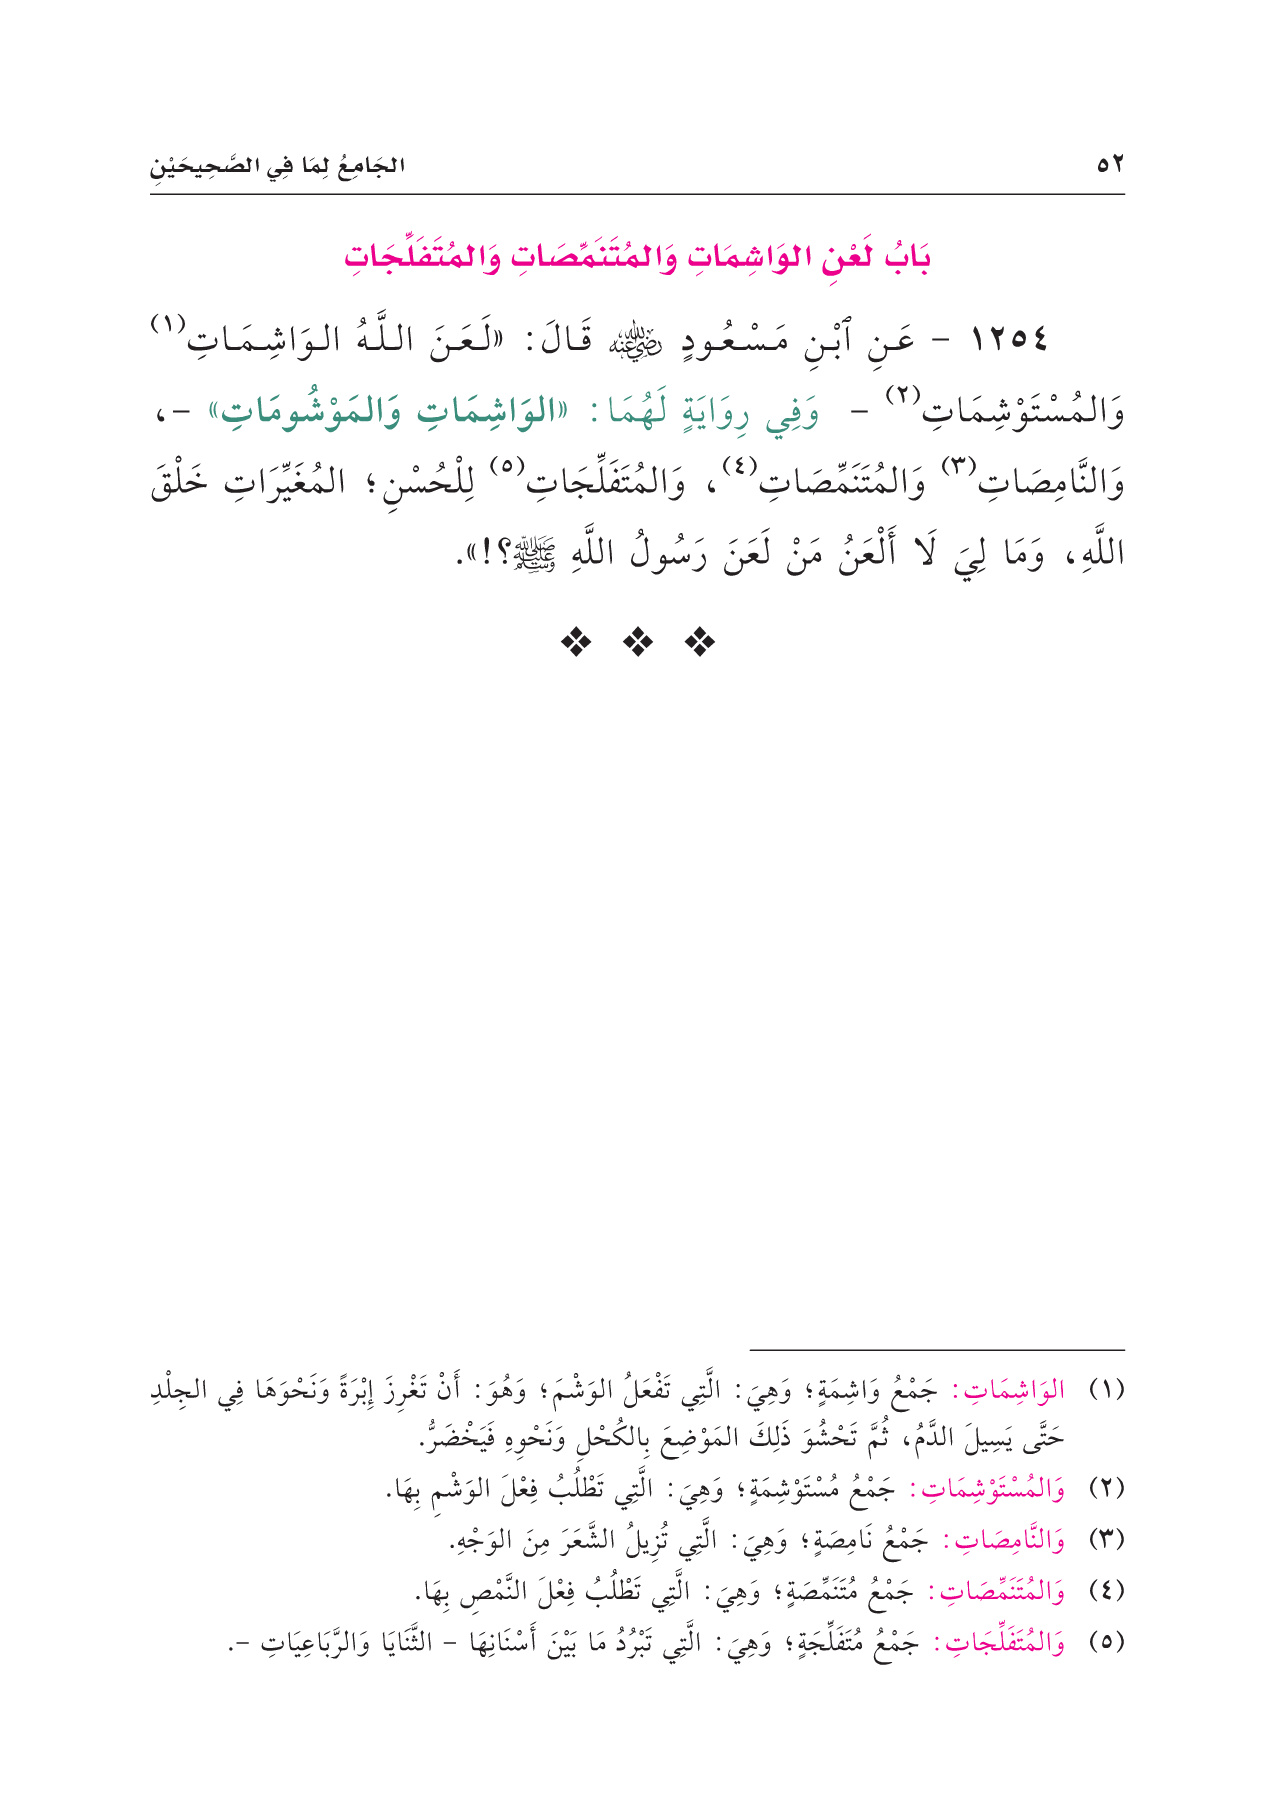 ٥٢ الجَامِعُ لِمَا فِي الصَّحِيحَيْنِ
بَابُ لَعْنِ الوَاشِمَاتِ وَالمُتَنَمِّصَاتِ وَالمُتَفَلِّجَاتِ
١٢٥٤ - عَنِ ٱبْنِ مَسْعُودٍ رضي الله عنه قَالَ: «لَعَنَ اللَّهُ الوَاشِمَاتِ(١)
وَالمُسْتَوْشِمَاتِ(٢) - وَفِي رِوَايَةٍ لَهُمَا: «الوَاشِمَاتِ وَالمَوْشُومَاتِ» -،
وَالنَّامِصَاتِ(٣) وَالمُتَنَمِّصَاتِ(٤)، وَالمُتَفَلِّجَاتِ(٥) لِلْحُسْنِ؛ المُغَيِّرَاتِ خَلْقَ
اللَّهِ، وَمَا لِيَ لَا أَلْعَنُ مَنْ لَعَنَ رَسُولُ اللَّهِ ﷺ؟!».
(١) الوَاشِمَاتِ: جَمْعُ وَاشِمَةٍ؛ وَهِيَ: الَّتِي تَفْعَلُ الوَشْمَ؛ وَهُوَ: أَنْ تَغْرِزَ إِبْرَةً وَنَحْوَهَا فِي الجِلْدِ
حَتَّى يَسِيلَ الدَّمُ، ثُمَّ تَحْشُوَ ذَلِكَ المَوْضِعَ بِالكُحْلِ وَنَحْوِهِ فَيَخْضَرُّ.
(٢) وَالمُسْتَوْشِمَاتِ: جَمْعُ مُسْتَوْشِمَةٍ؛ وَهِيَ: الَّتِي تَطْلُبُ فِعْلَ الوَشْمِ بِهَا.
(٣) وَالنَّامِصَاتِ: جَمْعُ نَامِصَةٍ؛ وَهِيَ: الَّتِي تُزِيلُ الشَّعَرَ مِنَ الوَجْهِ.
(٤) وَالمُتَنَمِّصَاتِ: جَمْعُ مُتَنَمِّصَةٍ؛ وَهِيَ: الَّتِي تَطْلُبُ فِعْلَ النَّمْصِ بِهَا.
(٥) وَالمُتَفَلِّجَاتِ: جَمْعُ مُتَفَلِّجَةٍ؛ وَهِيَ: الَّتِي تَبْرُدُ مَا بَيْنَ أَسْنَانِهَا - الثَّنَايَا وَالرَّبَاعِيَاتِ -.